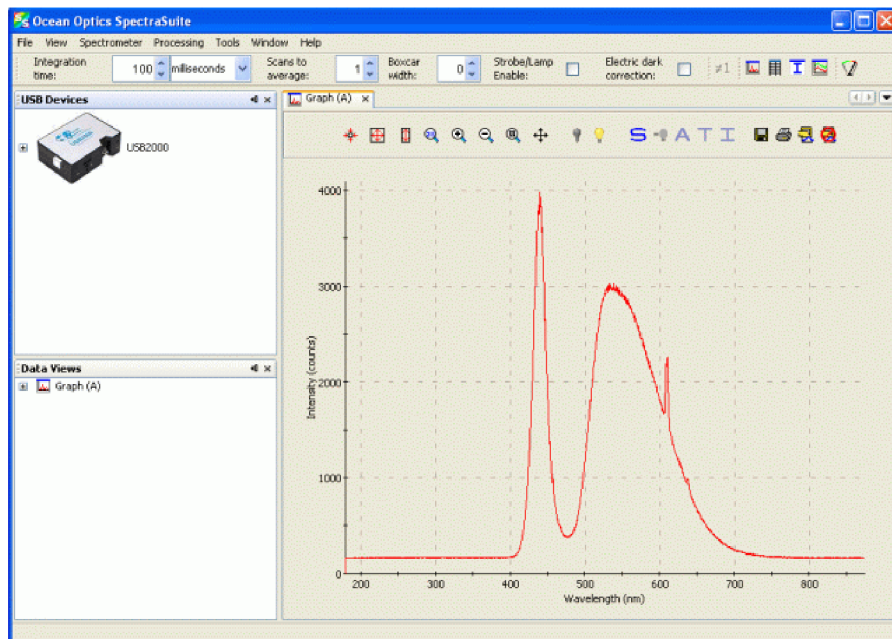 Ocean Optics SpectraSuite
File View Spectrometer Processing Tools Window Help
Integration time: 100 miliseconds Scans to average: 1 Boxcar width: 0 Strobe/Lamp Enable: Electric dark correction: ≠1
USB Devices
Graph (A)
USB2000
S A T I
4000
3000
2000
1000
0
Intensity (counts)
200 300 400 500 600 700 800
Wavelength (nm)
Data Views
Graph (A)